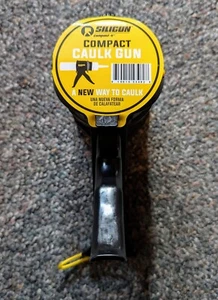 SILICON
COMPACT
CAULK GUN
A NEW WAY TO CAULK
UNA NUEVA FORMA
DE CALAFATEAR